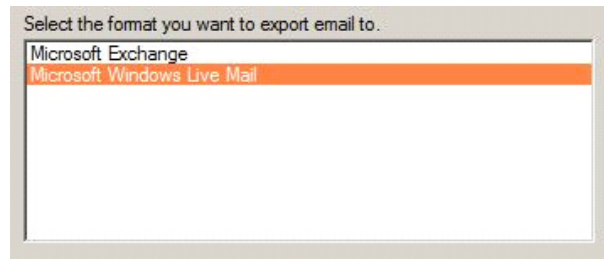 Select the format you want to export email to.
Microsoft Exchange
Microsoft Windows Live Mail